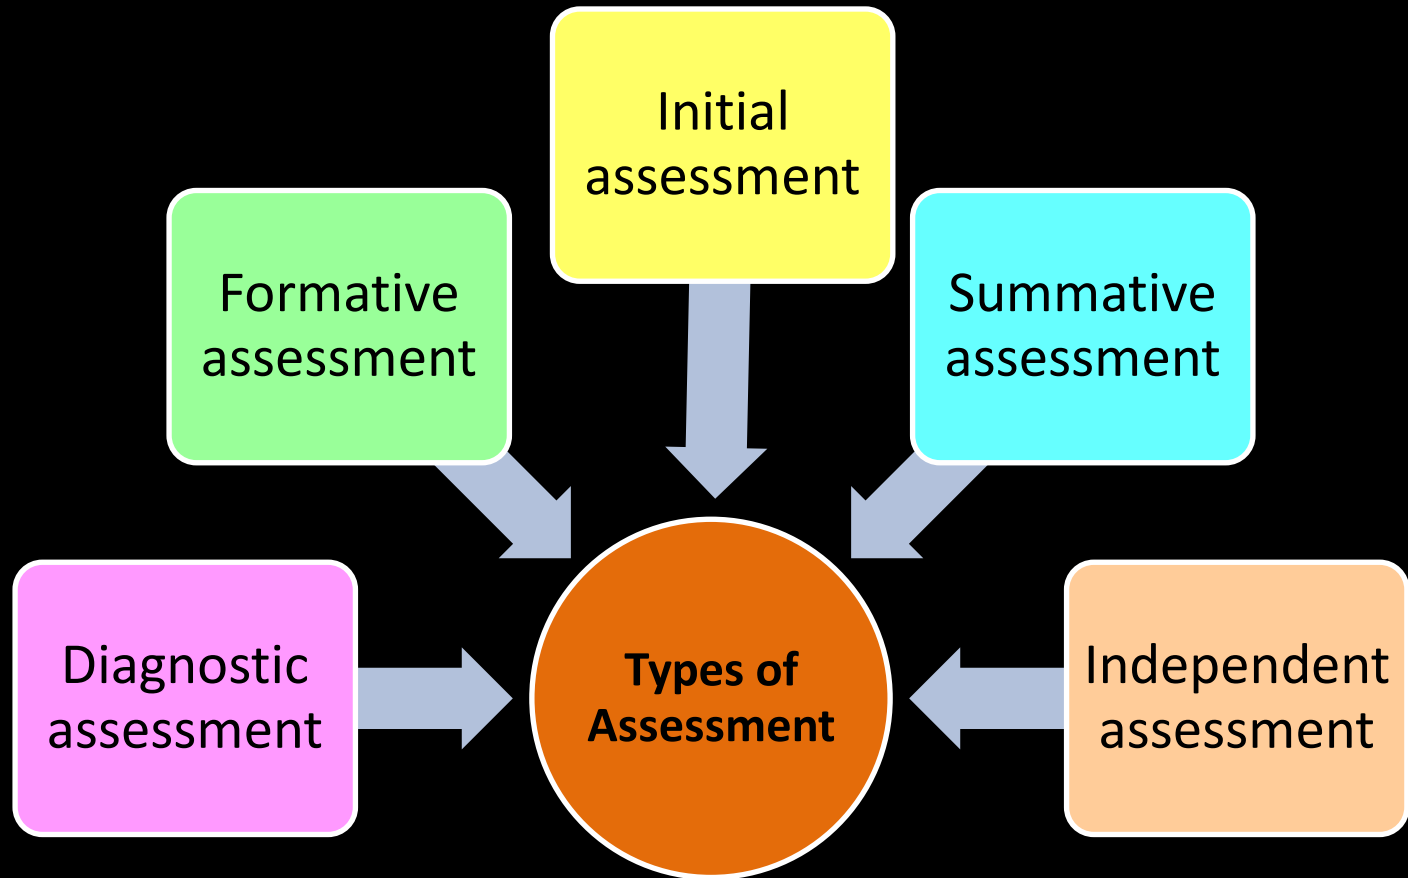 Initial
assessment
Formative
assessment
Summative
assessment
Diagnostic
assessment
Types of
Assessment
Independent
assessment